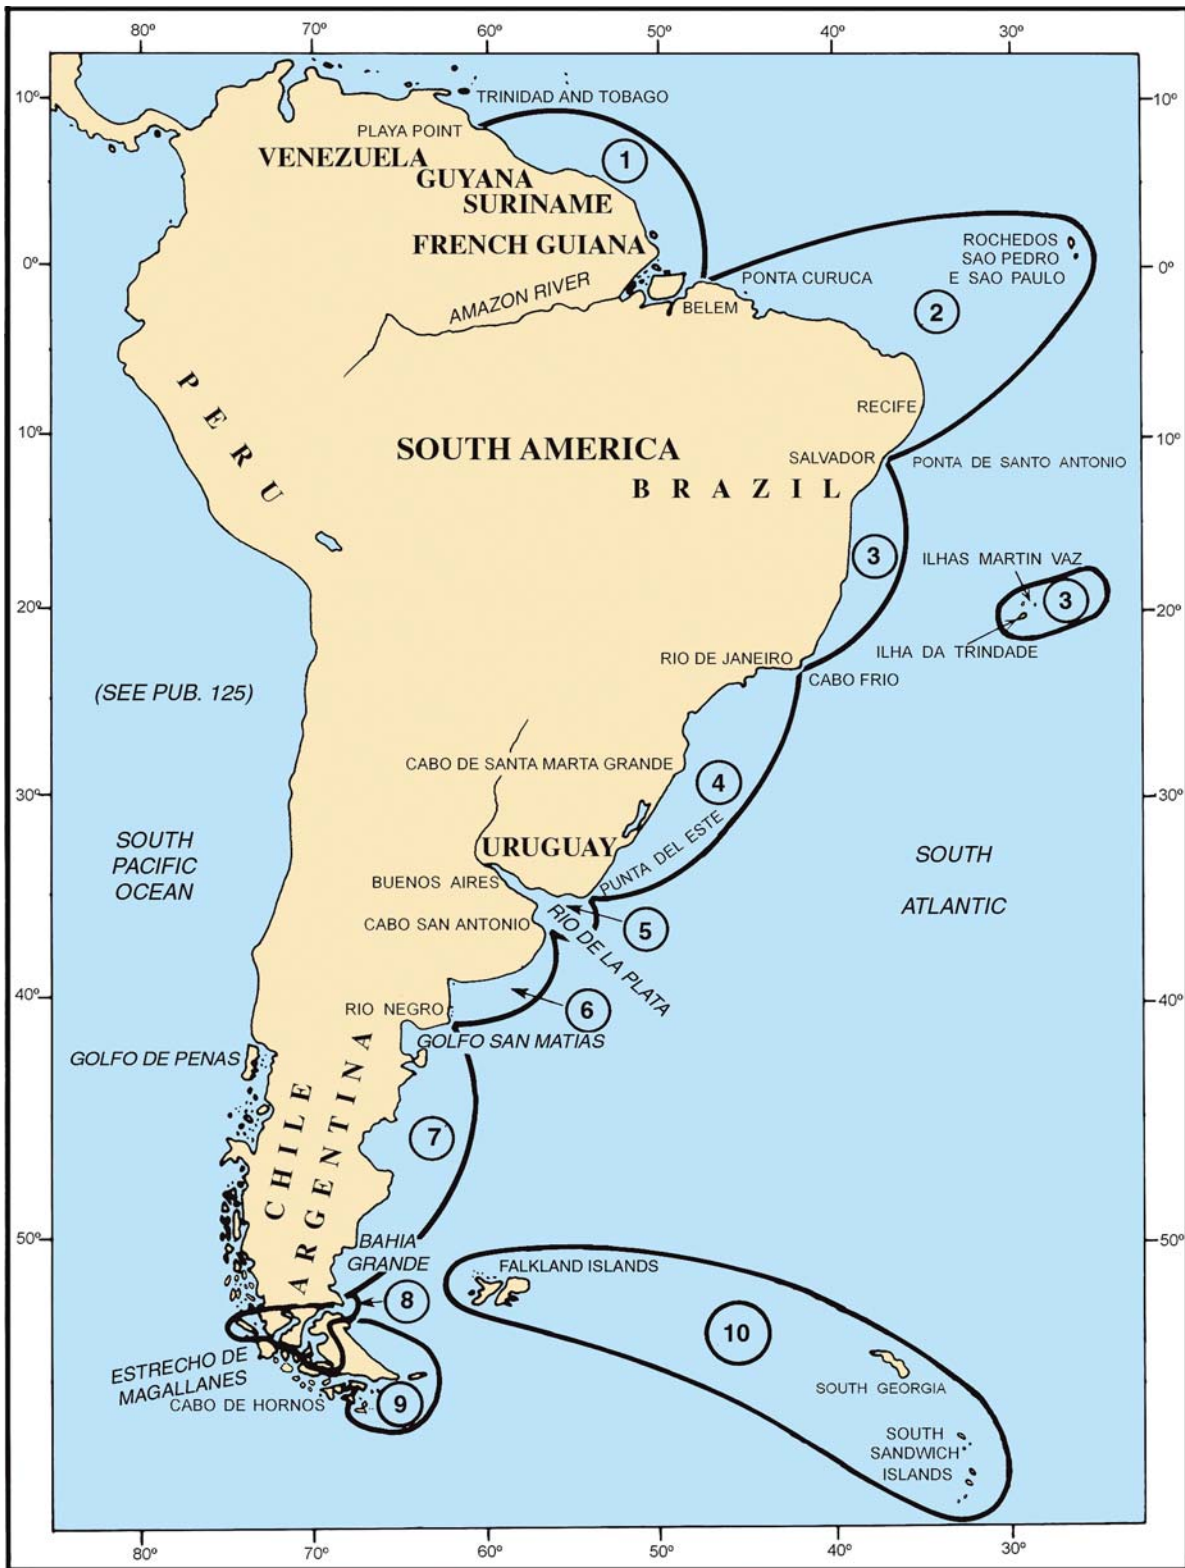 80º 70º 60º 50º 40º 30º
10º 10º
TRINIDAD AND TOBAGO
PLAYA POINT
1
VENEZUELA
GUYANA
SURINAME
FRENCH GUIANA
ROCHEDOS
SAO PEDRO
E SAO PAULO
0º 0º
PONTA CURUCA
AMAZON RIVER
BELEM
2
PERU
RECIFE
10º 10º
SOUTH AMERICA
SALVADOR
PONTA DE SANTO ANTONIO
BRAZIL
3
ILHAS MARTIN VAZ
3
20º 20º
ILHA DA TRINDADE
RIO DE JANEIRO
CABO FRIO
(SEE PUB. 125)
CABO DE SANTA MARTA GRANDE
4
30º 30º
SOUTH
PACIFIC
OCEAN
URUGUAY
PUNTA DEL ESTE
SOUTH
ATLANTIC
BUENOS AIRES
CABO SAN ANTONIO
5
RIO DE LA PLATA
40º 40º
RIO NEGRO
6
GOLFO SAN MATIAS
GOLFO DE PENAS
CHILE
ARGENTINA
7
50º 50º
BAHIA
GRANDE
FALKLAND ISLANDS
8
10
ESTRECHO DE
MAGALLANES
CABO DE HORNOS
9
SOUTH GEORGIA
SOUTH
SANDWICH
ISLANDS
80º 70º 60º 50º 40º 30º